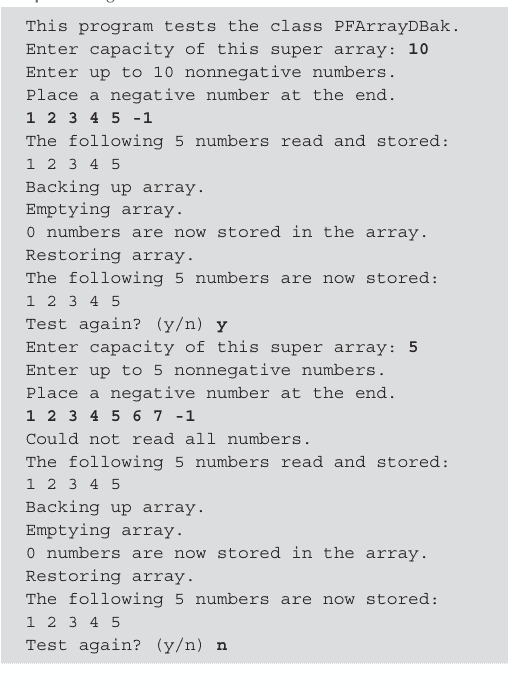 This program tests the class PFArrayDBak.
Enter capacity of this super array: 10
Enter up to 10 nonnegative numbers.
Place a negative number at the end.
1 2 3 4 5 -1
The following 5 numbers read and stored:
1 2 3 4 5
Backing up array.
Emptying array.
0 numbers are now stored in the array.
Restoring array.
The following 5 numbers are now stored:
1 2 3 4 5
Test again? (y/n) y
Enter capacity of this super array: 5
Enter up to 5 nonnegative numbers.
Place a negative number at the end.
1 2 3 4 5 6 7 -1
Could not read all numbers.
The following 5 numbers read and stored:
1 2 3 4 5
Backing up array.
Emptying array.
0 numbers are now stored in the array.
Restoring array.
The following 5 numbers are now stored:
1 2 3 4 5
Test again? (y/n) n